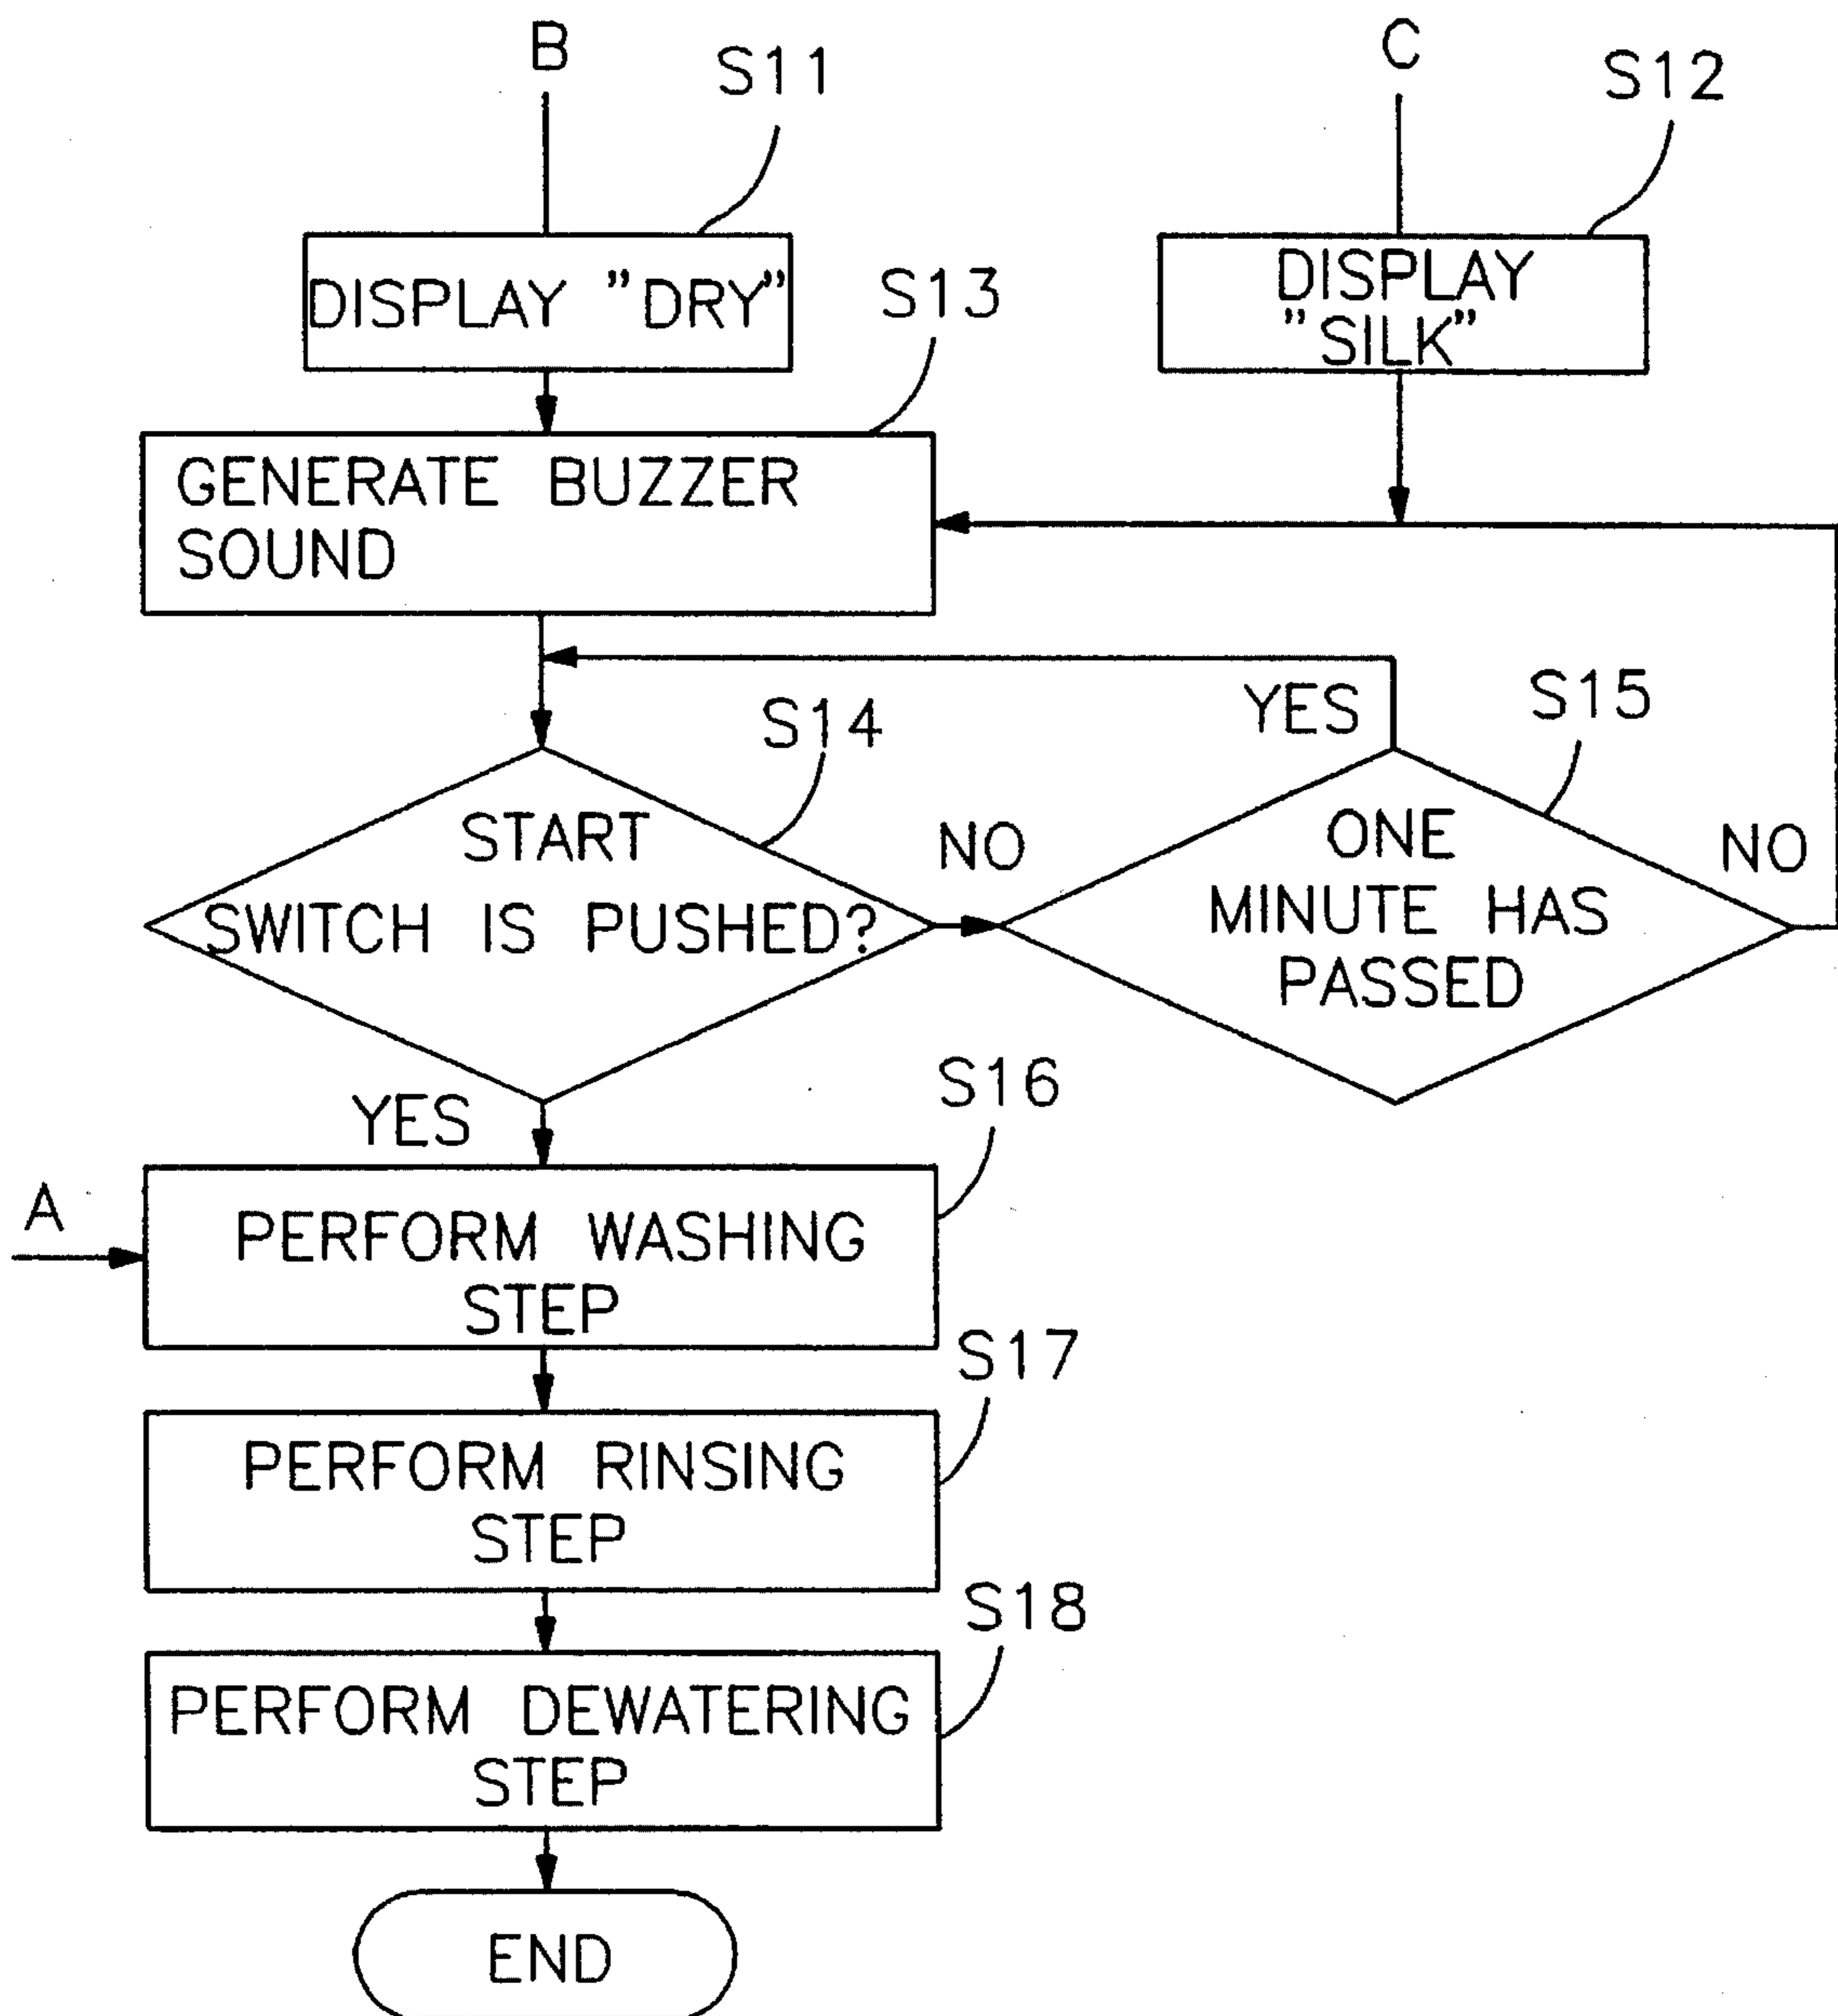 B
S11
C
S12
DISPLAY "DRY"
S13
DISPLAY
"SILK"
GENERATE BUZZER
SOUND
YES
S15
S14
START
SWITCH IS PUSHED?
NO
ONE
MINUTE HAS
PASSED
NO
YES
S16
A
PERFORM WASHING
STEP
S17
PERFORM RINSING
STEP
S18
PERFORM DEWATERING
STEP
END